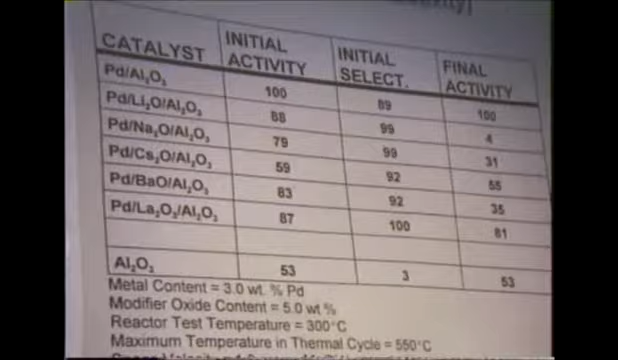 CATALYST INITIAL ACTIVITY INITIAL SELECT. FINAL ACTIVITY
Pd/Al₂O₃ 100 89 100
Pd/Li₂O/Al₂O₃ 88 99 4
Pd/Na₂O/Al₂O₃ 79 99 31
Pd/Cs₂O/Al₂O₃ 59 92 55
Pd/BaO/Al₂O₃ 83 92 35
Pd/La₂O₃/Al₂O₃ 87 100 81
Al₂O₃ 53 3 53
Metal Content = 3.0 wt. % Pd
Modifier Oxide Content = 5.0 wt %
Reactor Test Temperature = 300°C
Maximum Temperature in Thermal Cycle = 550°C